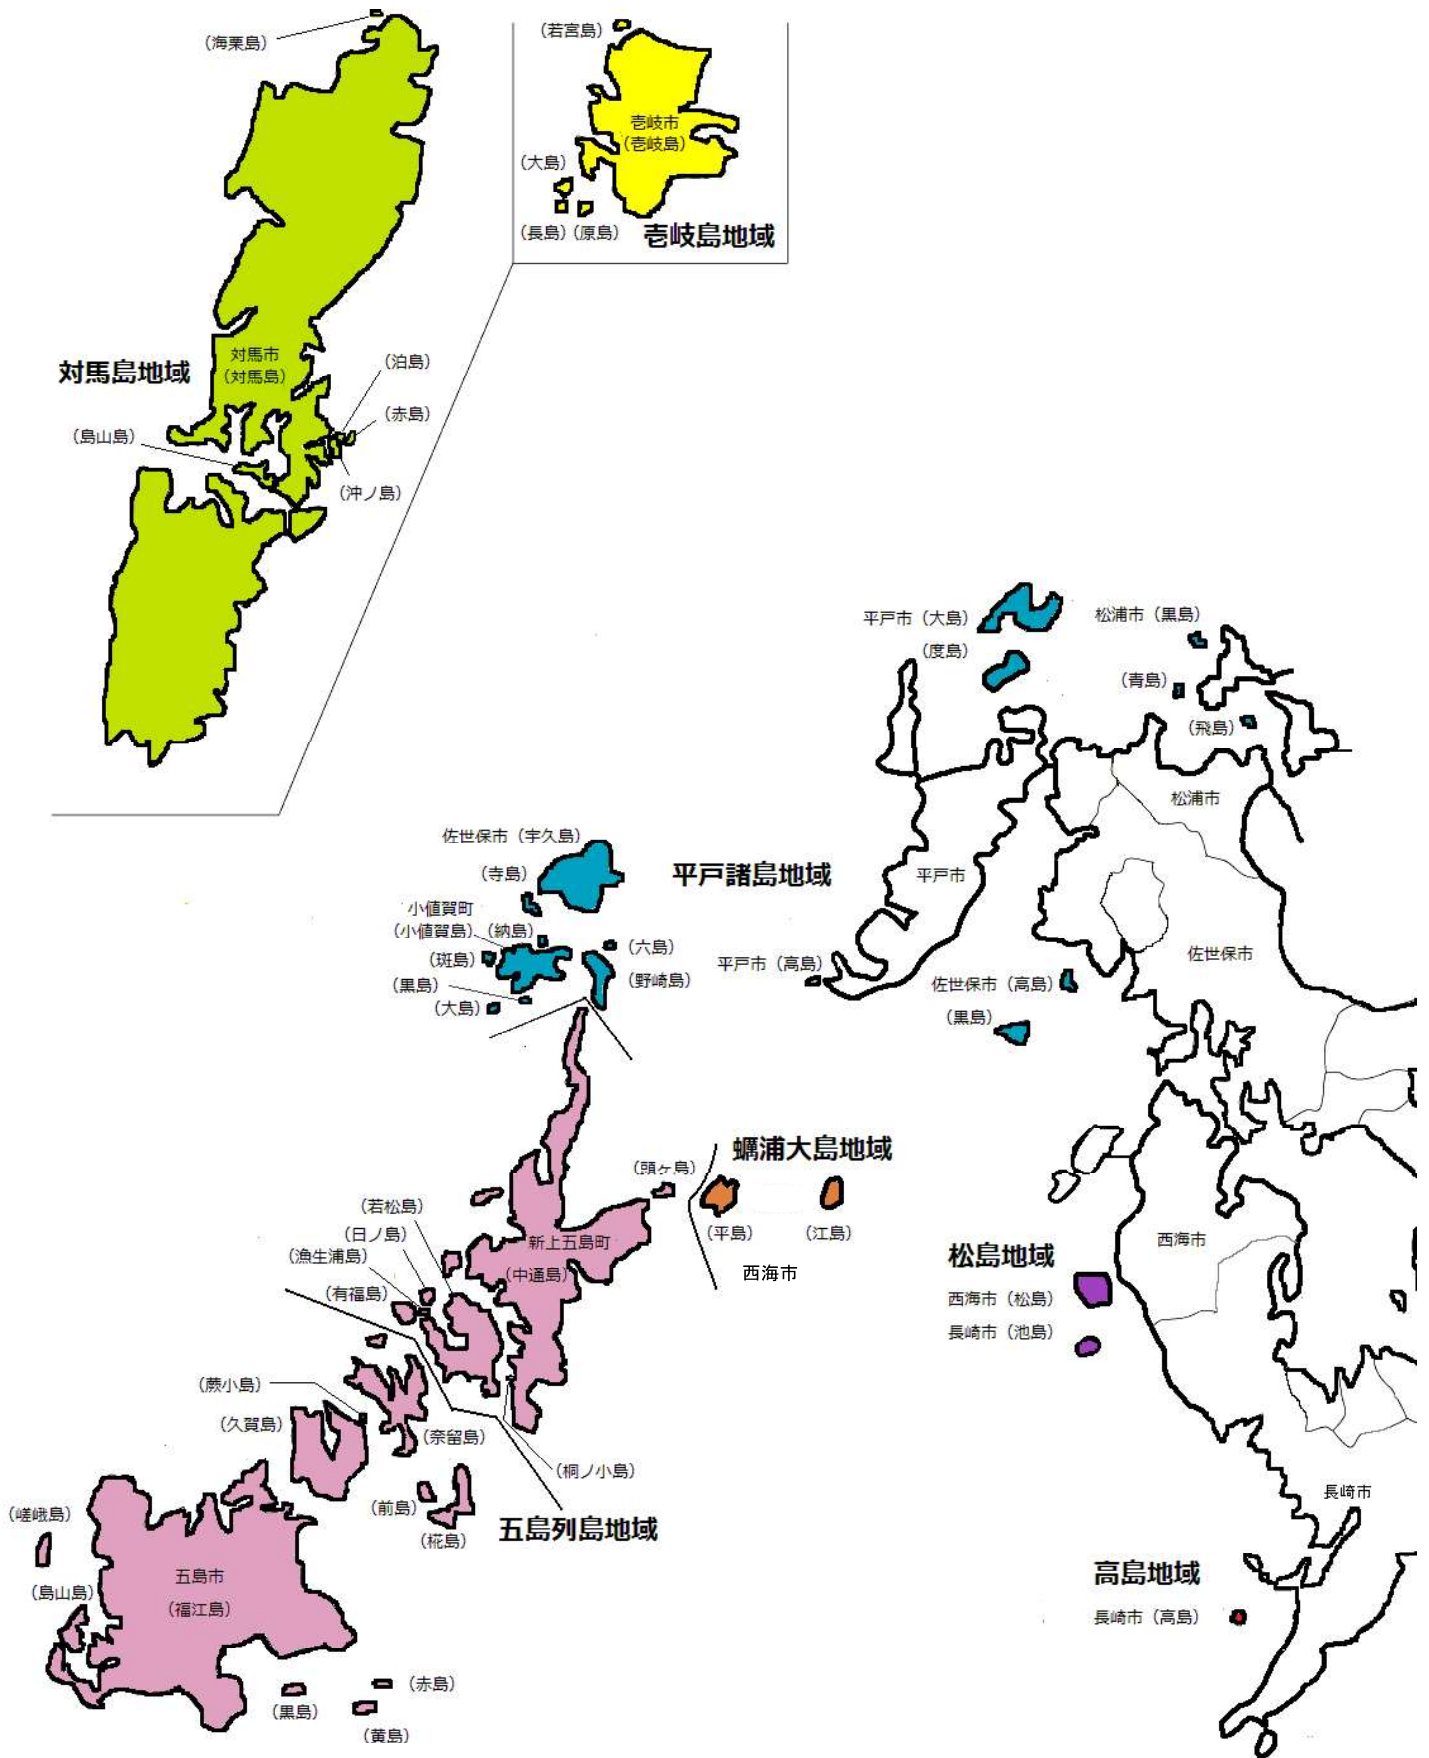 (海栗島)
(若宮島)
壱岐市
(壱岐島)
(大島)
(長島)(原島)
壱岐島地域
対馬市
(対馬島)
対馬島地域
(泊島)
(赤島)
(島山島)
(沖ノ島)
平戸市(大島)
(度島)
松浦市(黒島)
(青島)
(飛島)
松浦市
平戸市
佐世保市
佐世保市(宇久島)
(寺島)
平戸諸島地域
小値賀町
(小値賀島)(納島)
(六島)
(斑島)
(野崎島)
(黒島)
(大島)
平戸市(高島)
佐世保市(高島)
(黒島)
蠣浦大島地域
(頭ヶ島)
(平島)
(江島)
西海市
(若松島)
(日ノ島)
(漁生浦島)
(有福島)
新上五島町
(中通島)
西海市
松島地域
西海市(松島)
長崎市(池島)
(蕨小島)
(久賀島)
(奈留島)
(桐ノ小島)
(前島)
(椛島)
五島列島地域
長崎市
(嵯峨島)
(島山島)
五島市
(福江島)
高島地域
長崎市(高島)
(赤島)
(黒島)
(黄島)